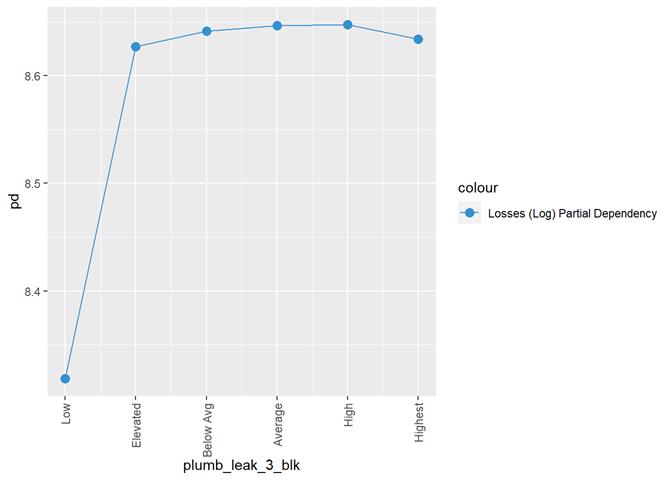 8.6
8.5
8.4
pd
Low
Elevated
Below Avg
Average
High
Highest
plumb_leak_3_blk
colour
Losses (Log) Partial Dependency